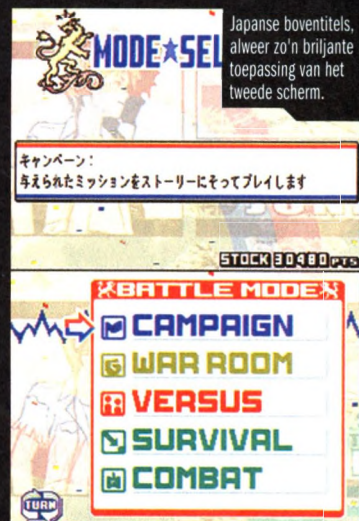 Japanse boventitels,
alweer zo'n briljante
toepassing van het
tweede scherm.
MODE★SEL
キャンペーン：
与えられたミッションをストーリーにそってプレイします
STOCK 30480 PTS
BATTLE MODE
CAMPAIGN
WAR ROOM
VERSUS
SURVIVAL
COMBAT
TURN